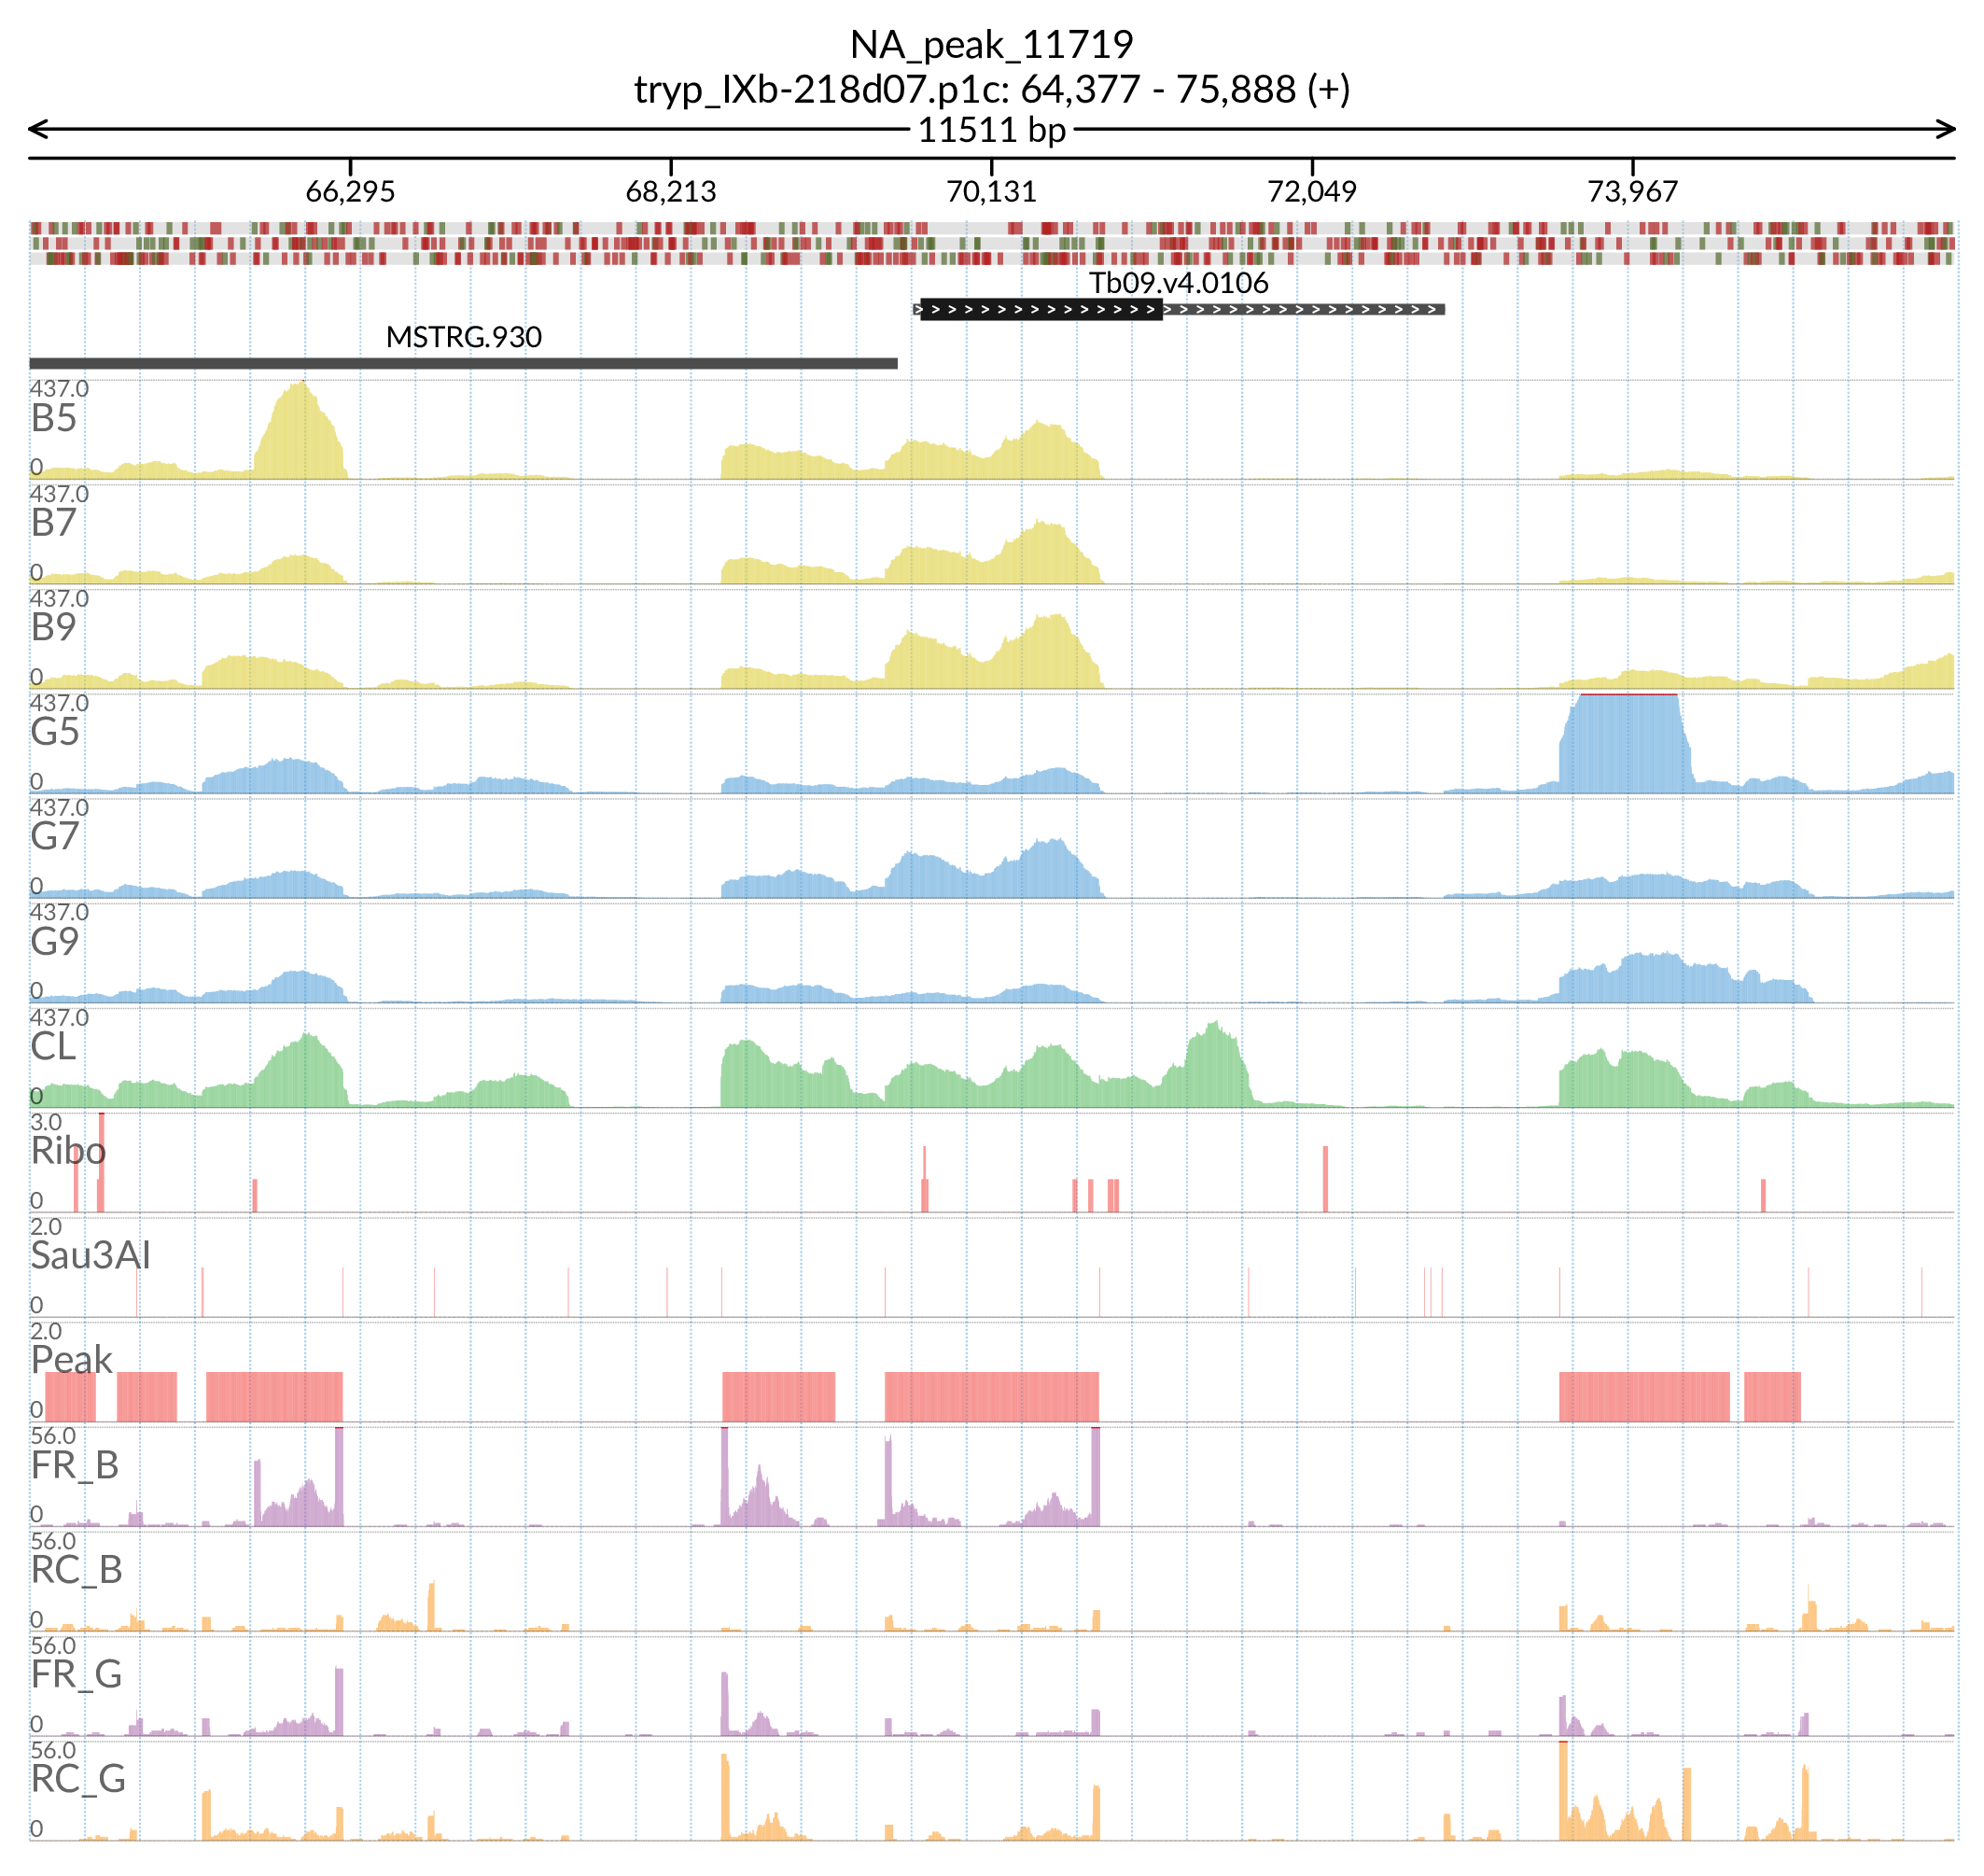 NA_peak_11719
tryp_IXb-218d07.p1c: 64,377 - 75,888 (+)
11511 bp
66,295 68,213 70,131 72,049 73,967
Tb09.v4.0106
MSTRG.930
437.0
B5
0
437.0
B7
0
437.0
B9
0
437.0
G5
0
437.0
G7
0
437.0
G9
0
437.0
CL
0
3.0
Ribo
0
2.0
Sau3AI
0
2.0
Peak
0
56.0
FR_B
0
56.0
RC_B
0
56.0
FR_G
0
56.0
RC_G
0